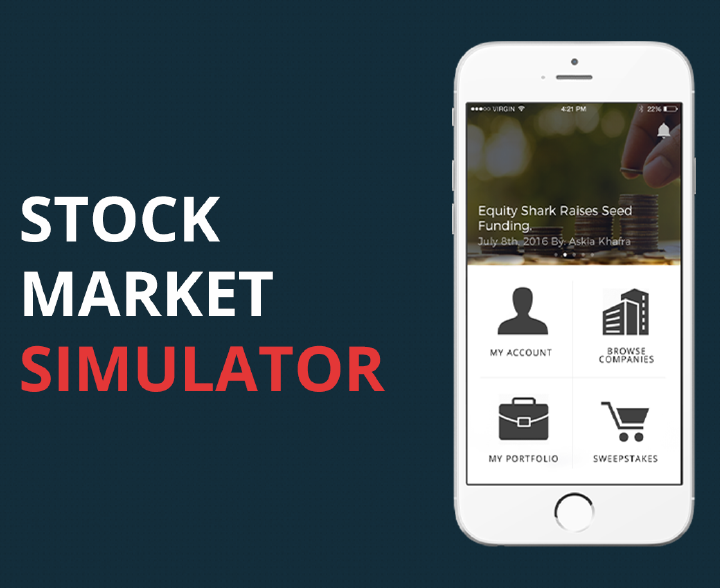 STOCK
MARKET
SIMULATOR
VIRGIN 4:21 PM 22%
Equity Shark Raises Seed
Funding.
July 8th, 2016 By: Askia Khafra
MY ACCOUNT
BROWSE
COMPANIES
MY PORTFOLIO
SWEEPSTAKES